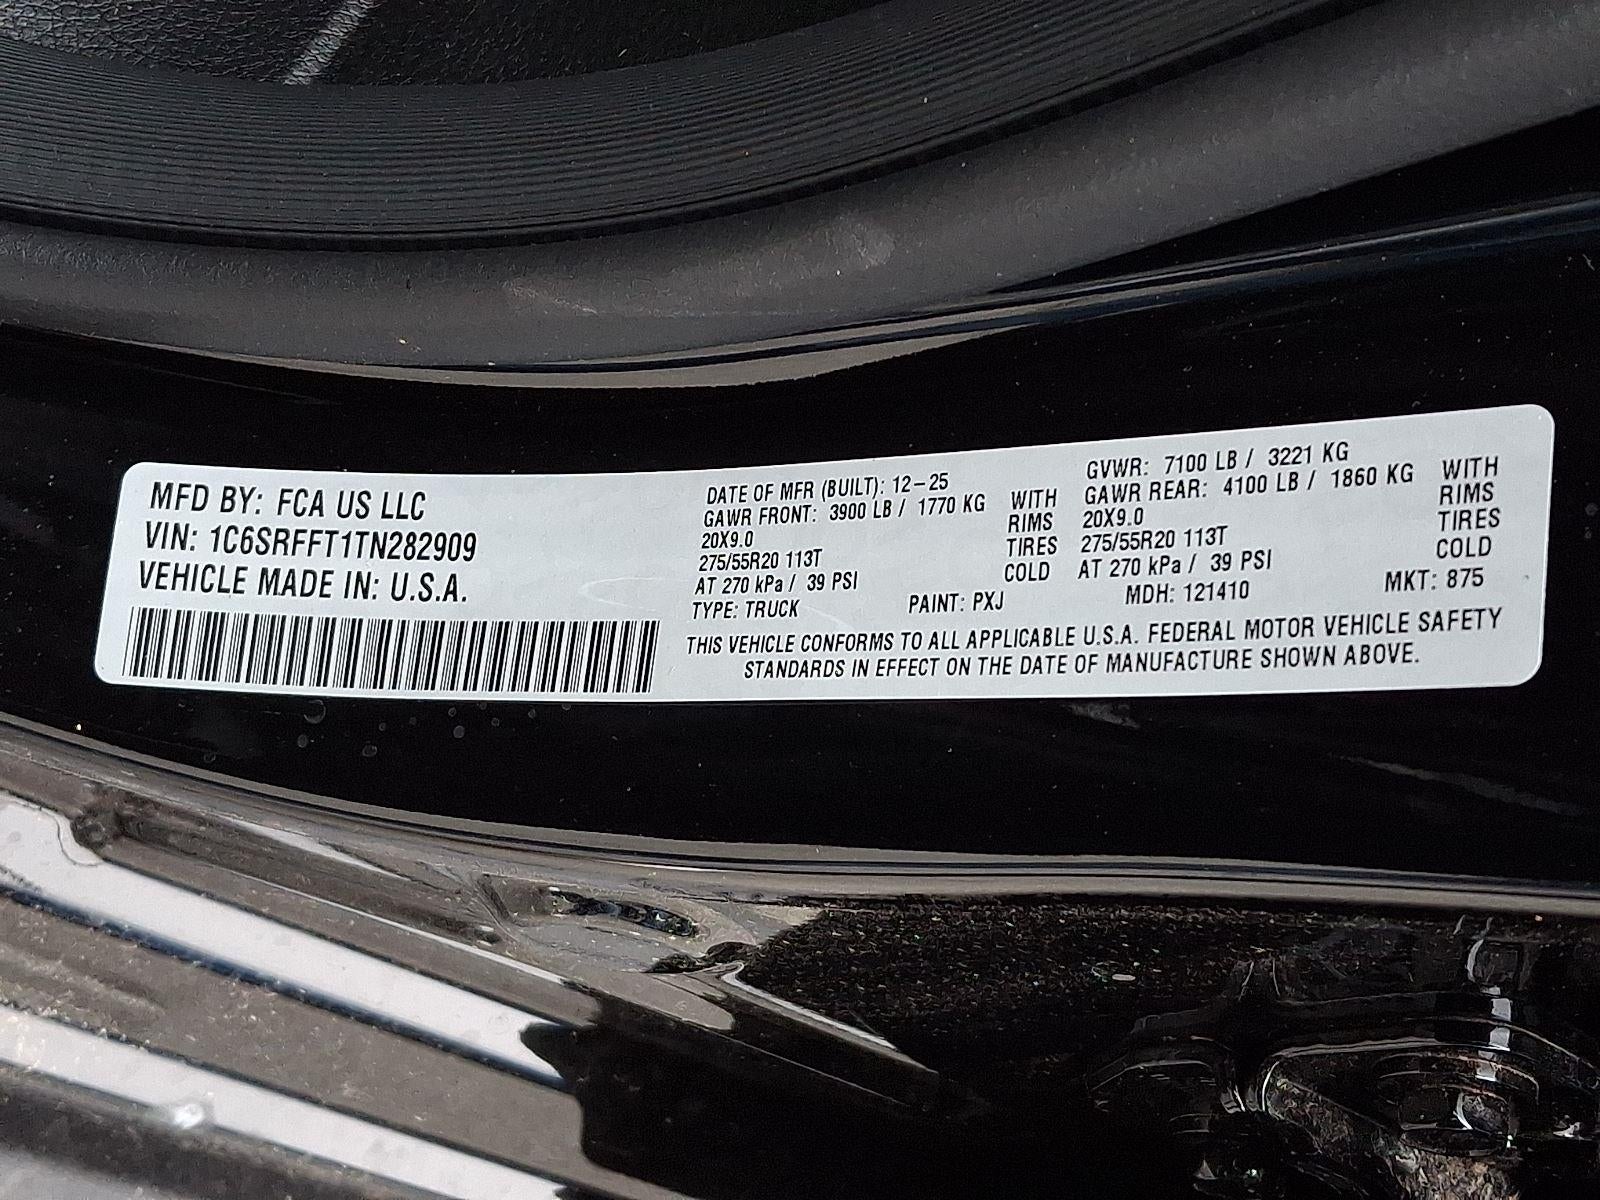 MFD BY: FCA US LLC
VIN: 1C6SRFFT1TN282909
VEHICLE MADE IN: U.S.A.
DATE OF MFR (BUILT): 12-25
GAWR FRONT: 3900 LB / 1770 KG WITH
20X9.0 RIMS
275/55R20 113T TIRES
AT 270 kPa / 39 PSI COLD
GVWR: 7100 LB / 3221 KG
GAWR REAR: 4100 LB / 1860 KG WITH
20X9.0 RIMS
275/55R20 113T TIRES
AT 270 kPa / 39 PSI COLD
TYPE: TRUCK PAINT: PXJ MDH: 121410 MKT: 875
THIS VEHICLE CONFORMS TO ALL APPLICABLE U.S.A. FEDERAL MOTOR VEHICLE SAFETY
STANDARDS IN EFFECT ON THE DATE OF MANUFACTURE SHOWN ABOVE.